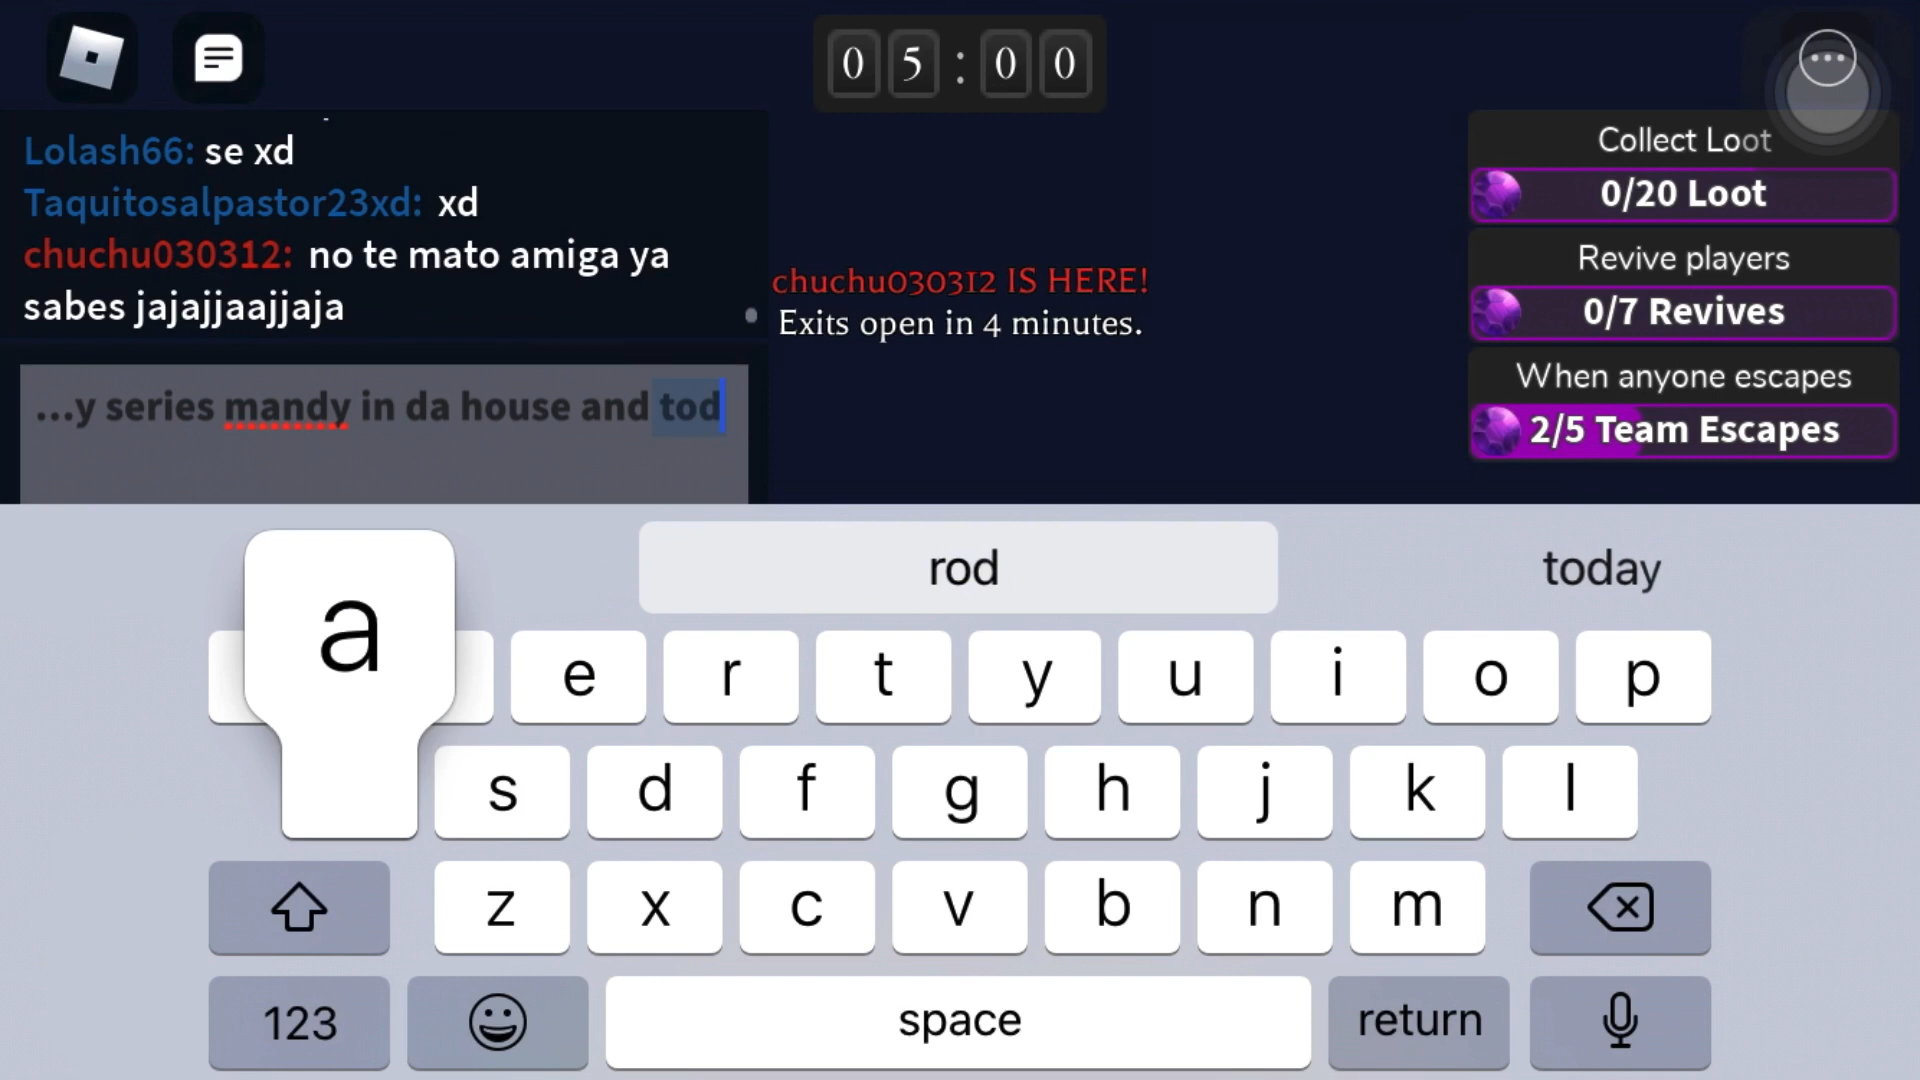 05:00
Lolash66: se xd
Taquitosalpastor23xd: xd
chuchu030312: no te mato amiga ya
sabes jajajjaajjaja
chuchu030312 IS HERE!
Exits open in 4 minutes.
Collect Loot
0/20 Loot
Revive players
0/7 Revives
When anyone escapes
2/5 Team Escapes
...y series mandy in da house and tod
rod
today
a
e r t y u i o p
s d f g h j k l
z x c v b n m
123
space
return